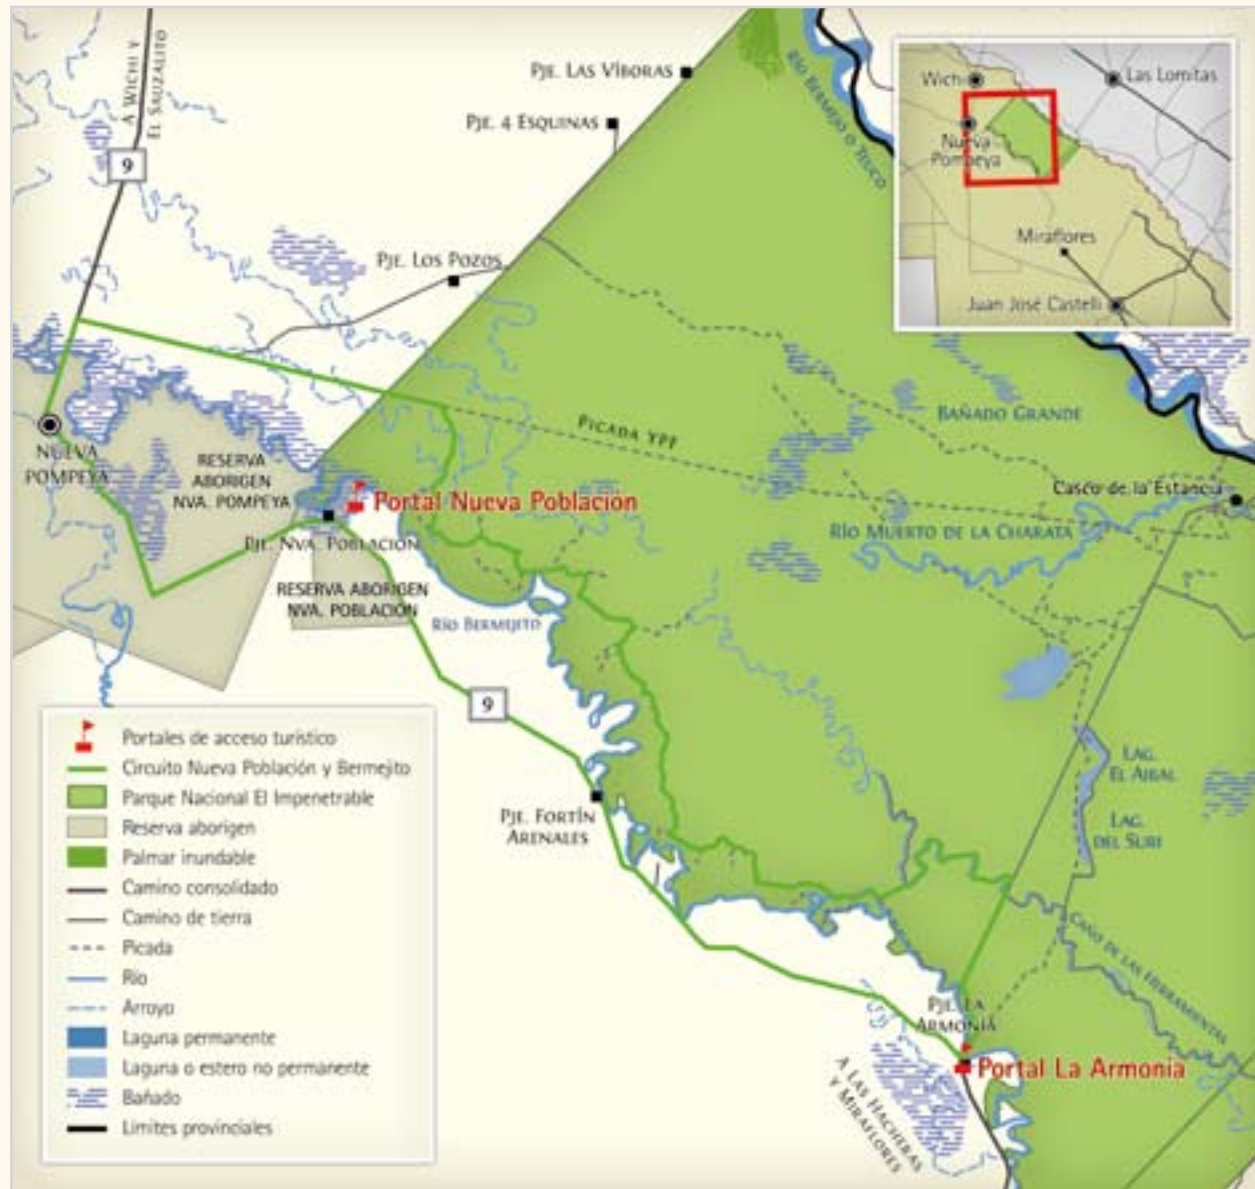 A Wichi y
El Sauzalito
9
Pje. Las Víboras
Pje. 4 Esquinas
Río Bermejo o Teuco
Wichi
Las Lomitas
Nueva
Pompeya
Miraflores
Juan José Castelli
Pje. Los Pozos
Nueva
Pompeya
RESERVA
ABORIGEN
NVA. POMPEYA
Portal Nueva Población
Pje. Nva. Población
RESERVA ABORIGEN
NVA. POBLACIÓN
Río Bermejito
Picada YPF
Bañado Grande
Casco de la Estancia
Río Muerto de la Charata
9
Pje. Fortín
Arenales
Lag.
El Aibal
Lag.
del Suri
Caño de las Herramientas
Pje. La
Armonía
Portal La Armonía
A Las Hacheras
y Miraflores
Portales de acceso turístico
Circuito Nueva Población y Bermejito
Parque Nacional El Impenetrable
Reserva aborigen
Palmar inundable
Camino consolidado
Camino de tierra
Picada
Río
Arroyo
Laguna permanente
Laguna o estero no permanente
Bañado
Límites provinciales